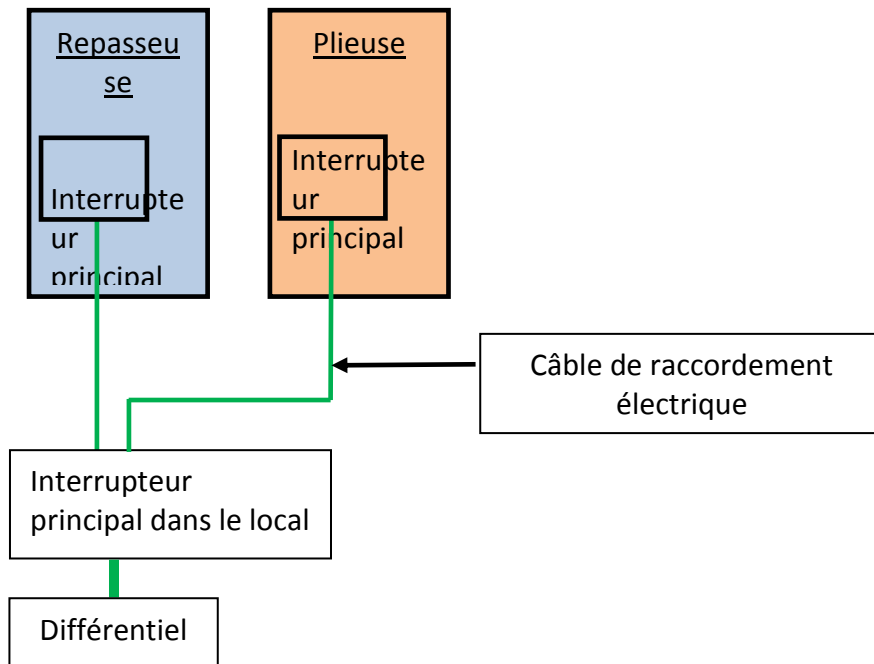 Repasseu
se
Interrupte
ur
principal
Plieuse
Interrupte
ur
principal
Câble de raccordement
électrique
Interrupteur
principal dans le local
Différentiel